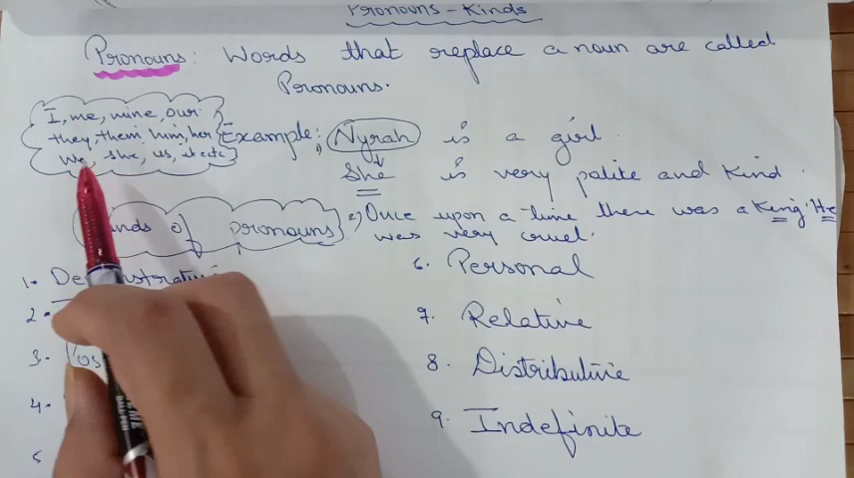 Pronouns - Kinds
Pronouns: Words that replace a noun are called
Pronouns.
I, me, mine, our
they, them, him, her
We, she, us, it etc
Example: 1) Nyrah is a girl.
She is very polite and kind.
2) Once upon a time there was a king. He
was very cruel.
of pronouns
1.
2.
3.
4.
5
6. Personal
7. Relative
8. Distributive
9. Indefinite